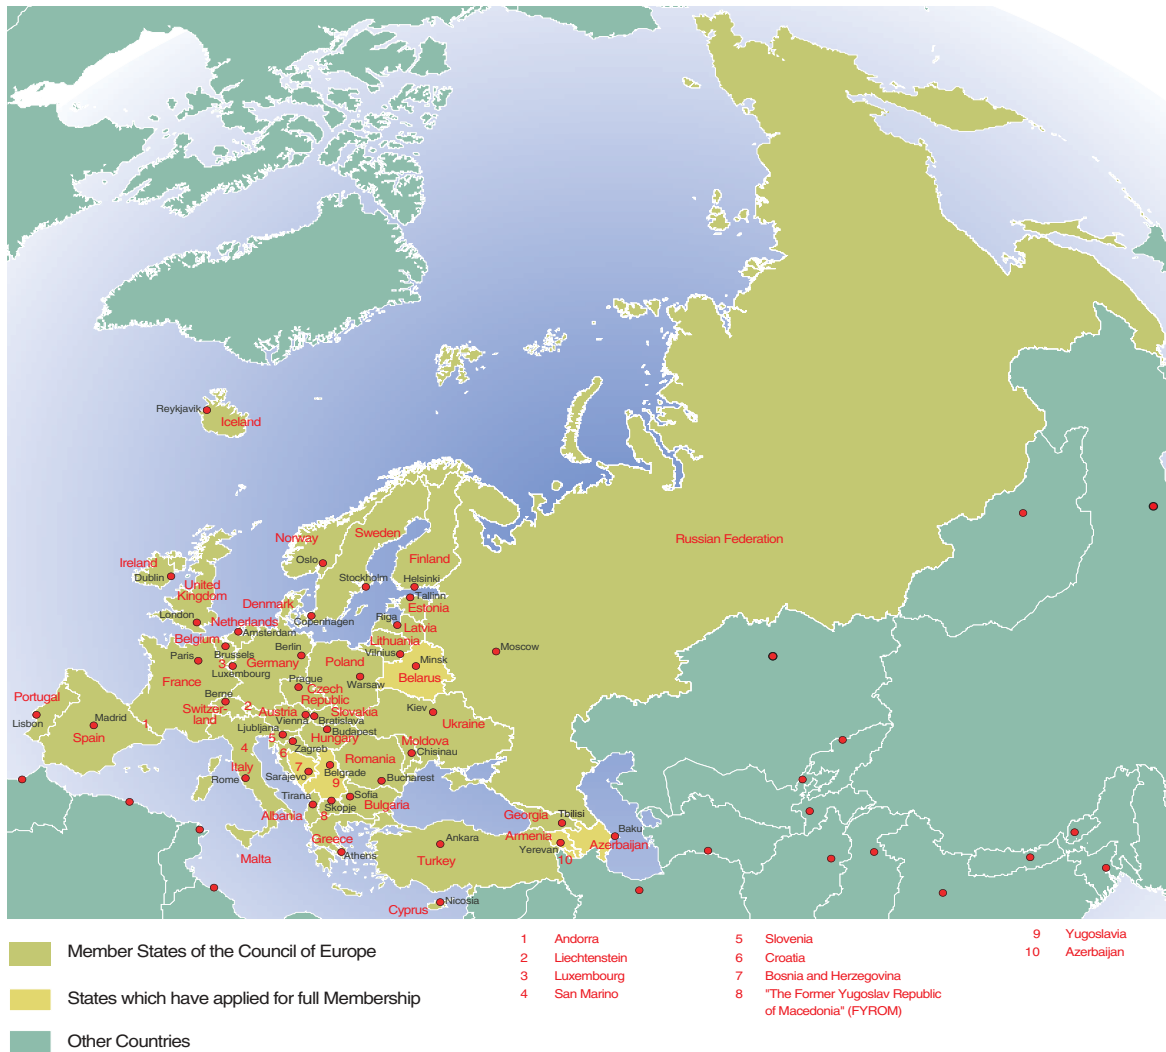 Reykjavik
Iceland
Norway
Sweden
Finland
Russian Federation
Oslo
Stockholm
Helsinki
Tallinn
Estonia
Ireland
Dublin
United
Kingdom
London
Denmark
Copenhagen
Riga
Latvia
Lithuania
Vilnius
Minsk
Belarus
Moscow
Netherlands
Amsterdam
Belgium
Brussels
3
Luxembourg
Berlin
Germany
Poland
Warsaw
Paris
France
Prague
Czech
Republic
Berne
Switzer-
land
2
Austria
Vienna
Slovakia
Bratislava
Kiev
Ukraine
Portugal
Lisbon
Madrid
Spain
1
Ljubljana
5
Hungary
Budapest
Zagreb
6
Moldova
Chisinau
4
Italy
Rome
Sarajevo
7
Belgrade
9
Romania
Bucharest
Tirana
Albania
Skopje
8
Sofia
Bulgaria
Greece
Athens
Malta
Georgia
Tbilisi
Armenia
Yerevan
10
Azerbaijan
Baku
Ankara
Turkey
Cyprus
Nicosia
Member States of the Council of Europe
States which have applied for full Membership
Other Countries
1 Andorra
2 Liechtenstein
3 Luxembourg
4 San Marino
5 Slovenia
6 Croatia
7 Bosnia and Herzegovina
8 "The Former Yugoslav Republic
of Macedonia" (FYROM)
9 Yugoslavia
10 Azerbaijan